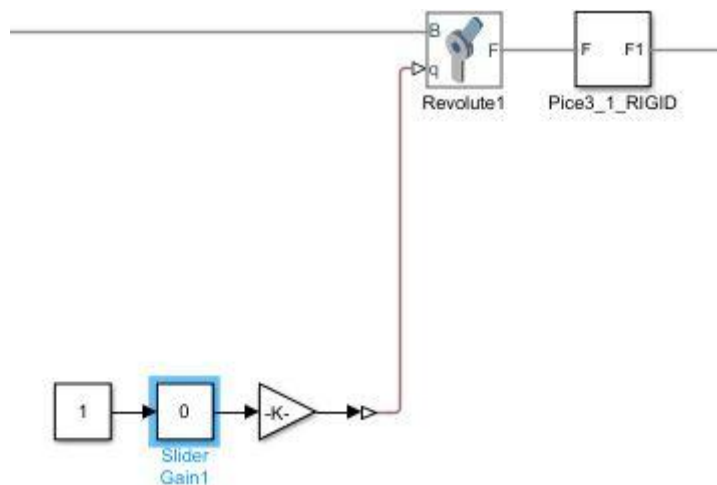 B
F
q
Revolute1
F F1
Pice3_1_RIGID
1
0
-K-
Slider
Gain1